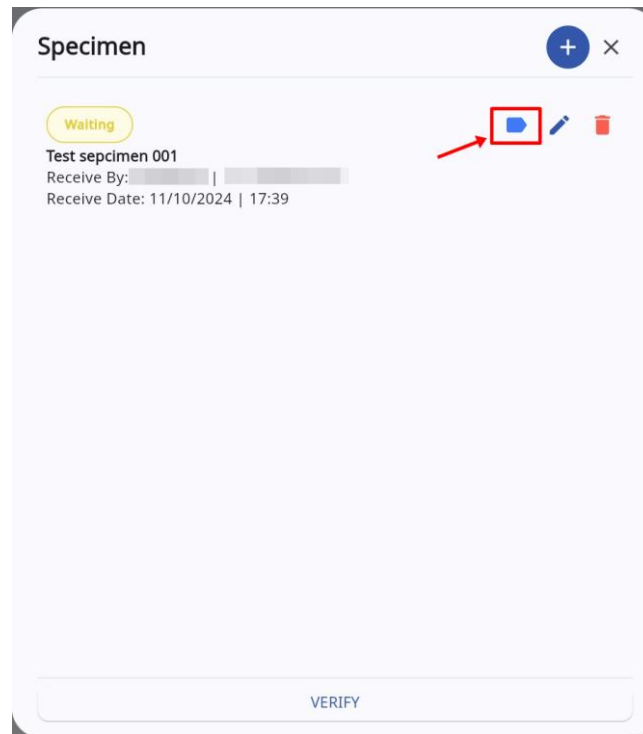 Specimen
Waiting
Test sepcimen 001
Receive By: |
Receive Date: 11/10/2024 | 17:39
VERIFY